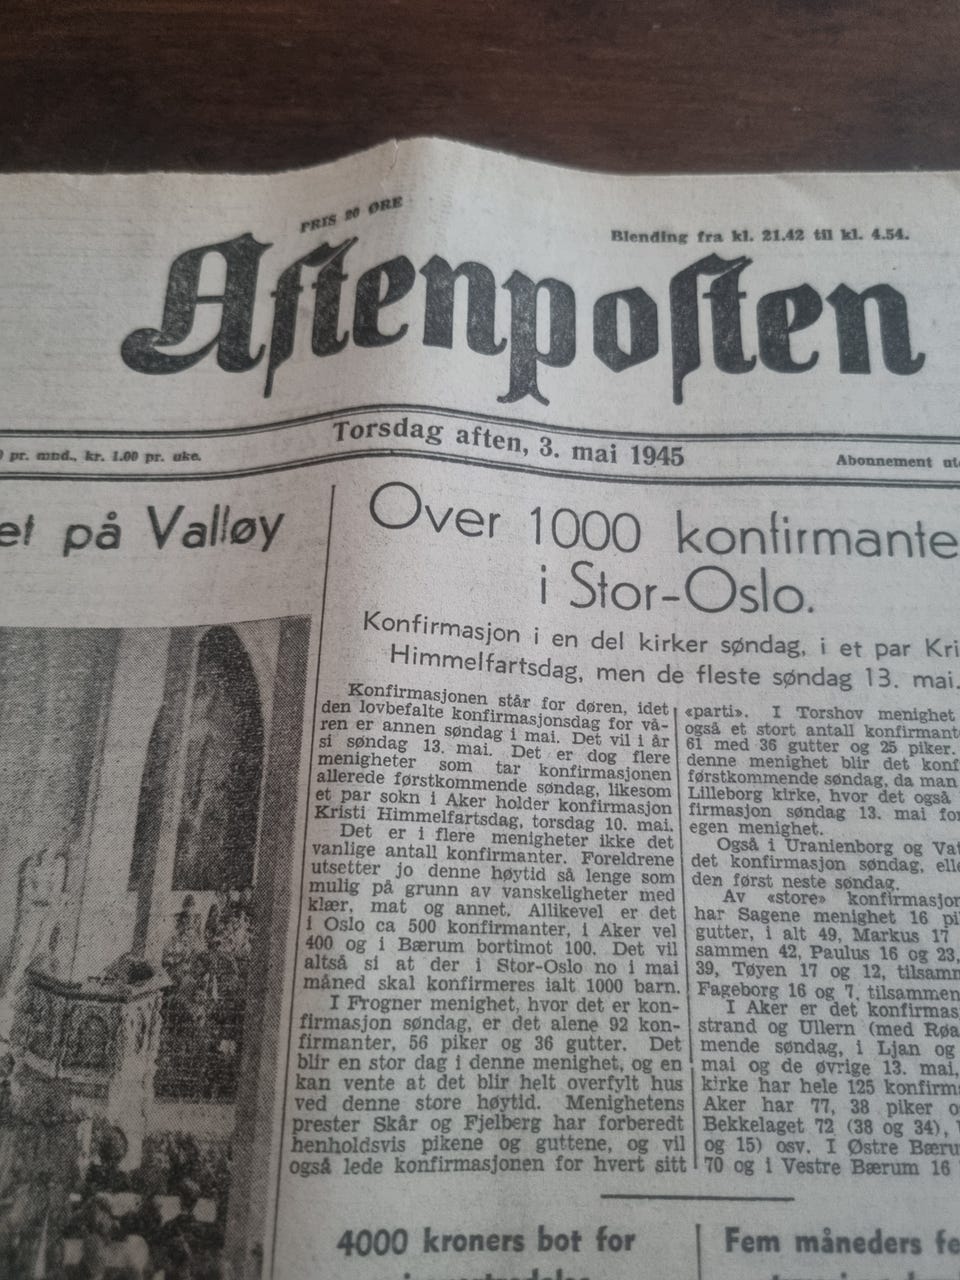 PRIS 20 ØRE
Blending fra kl. 21.42 til kl. 4.54.
Aftenposten
pr. mnd., kr. 1.00 pr. uke.
Torsdag aften, 3. mai 1945
Abonnement
et på Valløy
Over 1000 konfirmante
i Stor-Oslo.
Konfirmasjon i en del kirker søndag, i et par Kri
Himmelfartsdag, men de fleste søndag 13. mai.
Konfirmasjonen står for døren, idet
den lovbefalte konfirmasjonsdag for vå-
ren er annen søndag i mai. Det vil i år
si søndag 13. mai. Det er dog flere
menigheter som tar konfirmasjonen
allerede førstkommende søndag, likesom
et par sokn i Aker holder konfirmasjon
Kristi Himmelfartsdag, torsdag 10. mai.
Det er i flere menigheter ikke det
vanlige antall konfirmanter. Foreldrene
utsetter jo denne høytid så lenge som
mulig på grunn av vanskeligheter med
klær, mat og annet. Allikevel er det
i Oslo ca 500 konfirmanter, i Aker vel
400 og i Bærum bortimot 100. Det vil
altså si at der i Stor-Oslo no i mai
måned skal konfirmeres ialt 1000 barn.
I Frogner menighet, hvor det er kon-
firmasjon søndag, er det alene 92 kon-
firmanter, 56 piker og 36 gutter. Det
blir en stor dag i denne menighet, og en
kan vente at det blir helt overfylt hus
ved denne store høytid. Menighetens
prester Skår og Fjelberg har forberedt
henholdsvis pikene og guttene, og vil
også lede konfirmasjonen for hvert sitt
«parti». I Torshov menighet
også et stort antall konfirmant
61 med 36 gutter og 25 piker.
denne menighet blir det konf
førstkommende søndag, da man
Lilleborg kirke, hvor det også
firmasjon søndag 13. mai for
egen menighet.
Også i Uranienborg og Vat
det konfirmasjon søndag, elle
den først neste søndag.
Av «store» konfirmasjon
har Sagene menighet 16 pi
gutter, i alt 49, Markus 17
sammen 42, Paulus 16 og 23,
39, Tøyen 17 og 12, tilsamm
Fageborg 16 og 7, tilsammen
I Aker er det konfirmas
strand og Ullern (med Røa
mende søndag, i Ljan og
mai og de øvrige 13. mai,
kirke har hele 125 konfirm
Aker har 77, 38 piker o
Bekkelaget 72 (38 og 34),
og 15) osv. I Østre Bæru
70 og i Vestre Bærum 16
4000 kroners bot for
Fem måneders fe